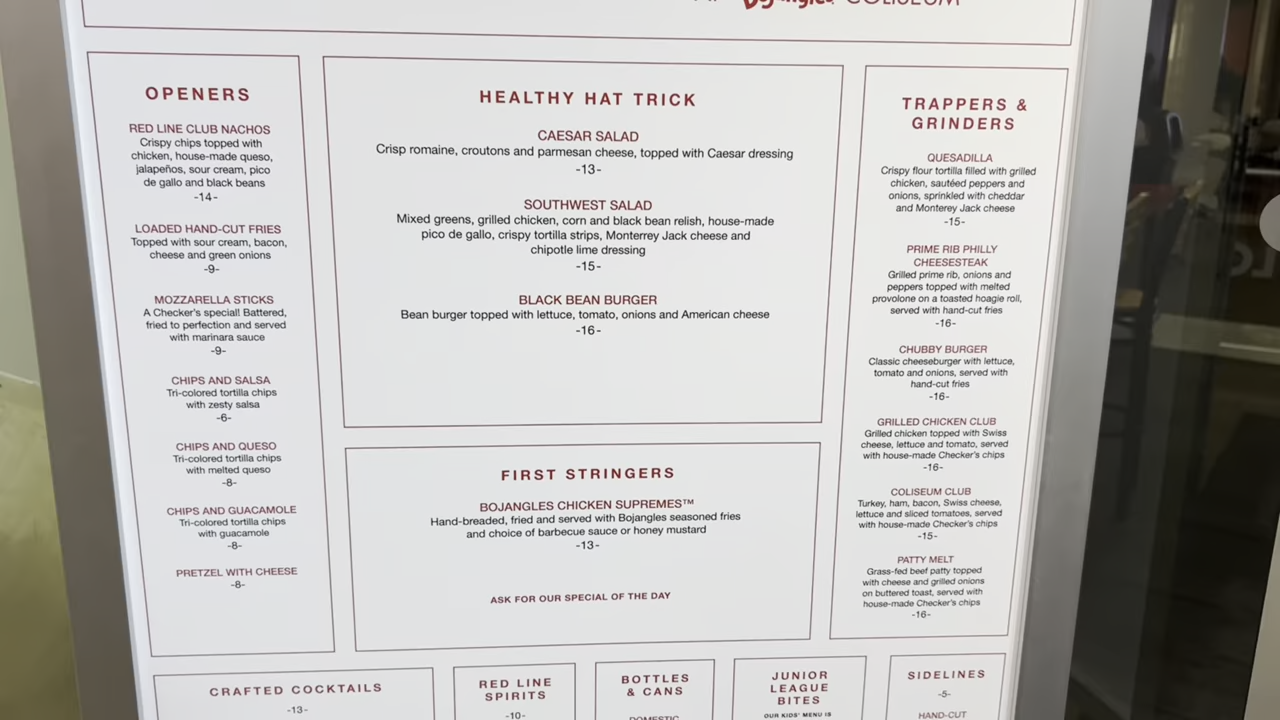 Bojangles COLISEUM
OPENERS
RED LINE CLUB NACHOS
Crispy chips topped with
chicken, house-made queso,
jalapeños, sour cream, pico
de gallo and black beans
-14-
LOADED HAND-CUT FRIES
Topped with sour cream, bacon,
cheese and green onions
-9-
MOZZARELLA STICKS
A Checker's special! Battered,
fried to perfection and served
with marinara sauce
-9-
CHIPS AND SALSA
Tri-colored tortilla chips
with zesty salsa
-6-
CHIPS AND QUESO
Tri-colored tortilla chips
with melted queso
-8-
CHIPS AND GUACAMOLE
Tri-colored tortilla chips
with guacamole
-8-
PRETZEL WITH CHEESE
-8-
HEALTHY HAT TRICK
CAESAR SALAD
Crisp romaine, croutons and parmesan cheese, topped with Caesar dressing
-13-
SOUTHWEST SALAD
Mixed greens, grilled chicken, corn and black bean relish, house-made
pico de gallo, crispy tortilla strips, Monterrey Jack cheese and
chipotle lime dressing
-15-
BLACK BEAN BURGER
Bean burger topped with lettuce, tomato, onions and American cheese
-16-
FIRST STRINGERS
BOJANGLES CHICKEN SUPREMES™
Hand-breaded, fried and served with Bojangles seasoned fries
and choice of barbecue sauce or honey mustard
-13-
ASK FOR OUR SPECIAL OF THE DAY
TRAPPERS &
GRINDERS
QUESADILLA
Crispy flour tortilla filled with grilled
chicken, sautéed peppers and
onions, sprinkled with cheddar
and Monterey Jack cheese
-15-
PRIME RIB PHILLY
CHEESESTEAK
Grilled prime rib, onions and
peppers topped with melted
provolone on a toasted hoagie roll,
served with hand-cut fries
-16-
CHUBBY BURGER
Classic cheeseburger with lettuce,
tomato and onions, served with
hand-cut fries
-16-
GRILLED CHICKEN CLUB
Grilled chicken topped with Swiss
cheese, lettuce and tomato, served
with house-made Checker's chips
-16-
COLISEUM CLUB
Turkey, ham, bacon, Swiss cheese,
lettuce and sliced tomatoes, served
with house-made Checker's chips
-15-
PATTY MELT
Grass-fed beef patty topped
with cheese and grilled onions
on buttered toast, served with
house-made Checker's chips
-16-
CRAFTED COCKTAILS
-13-
RED LINE
SPIRITS
-10-
BOTTLES
& CANS
DOMESTIC
JUNIOR
LEAGUE
BITES
OUR KIDS' MENU IS
SIDELINES
-5-
HAND-CUT